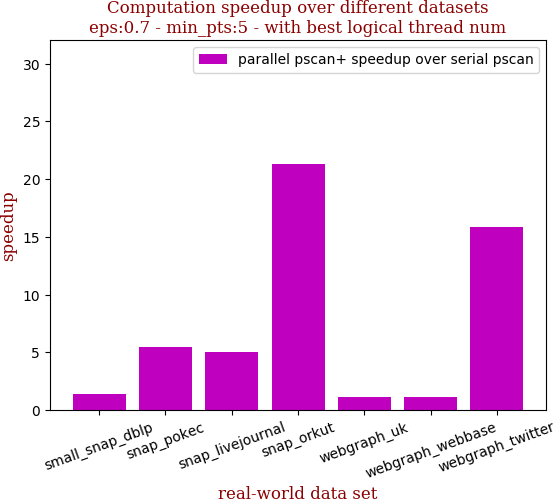 Computation speedup over different datasets
eps:0.7 - min_pts:5 - with best logical thread num
parallel pscan+ speedup over serial pscan
speedup
30
25
20
15
10
5
0
small_snap_dblp
snap_pokec
snap_livejournal
snap_orkut
webgraph_uk
webgraph_webbase
webgraph_twitter
real-world data set